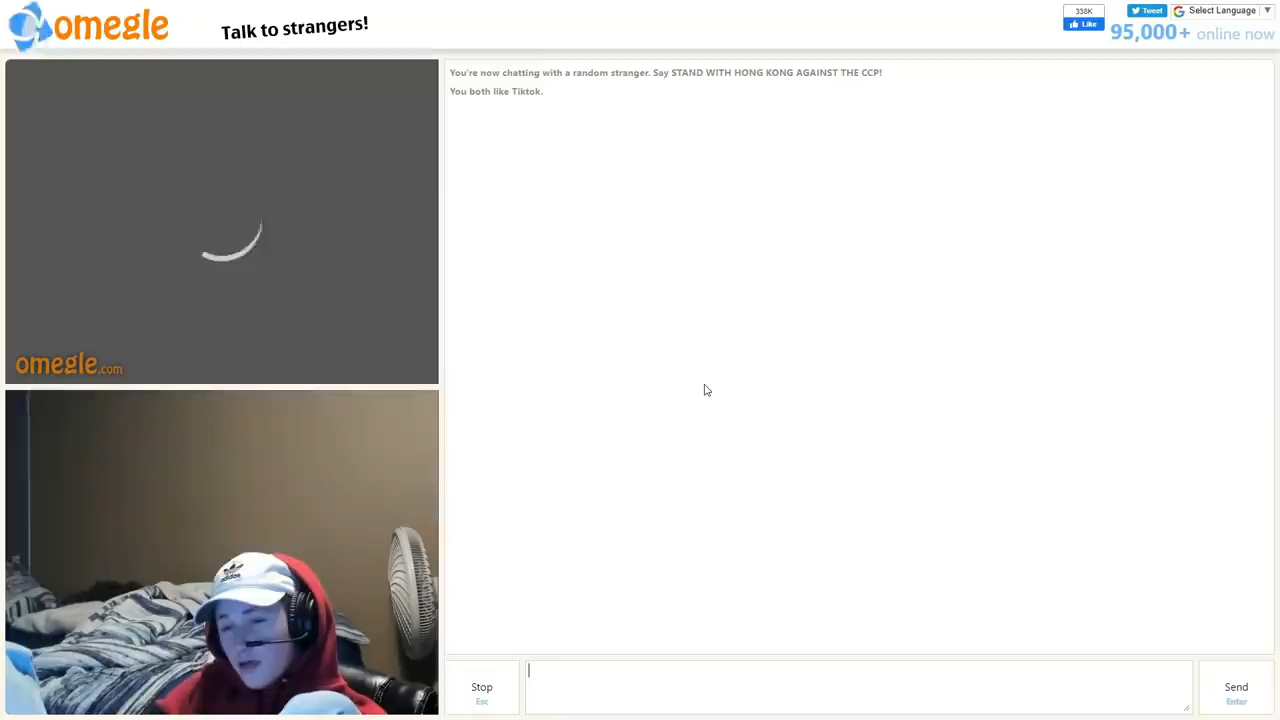 omegle
Talk to strangers!
338K
Like
Tweet
Select Language ▼
95,000+ online now
You're now chatting with a random stranger. Say STAND WITH HONG KONG AGAINST THE CCP!
You both like Tiktok.
omegle.com
adidas
Stop
Esc
Send
Enter